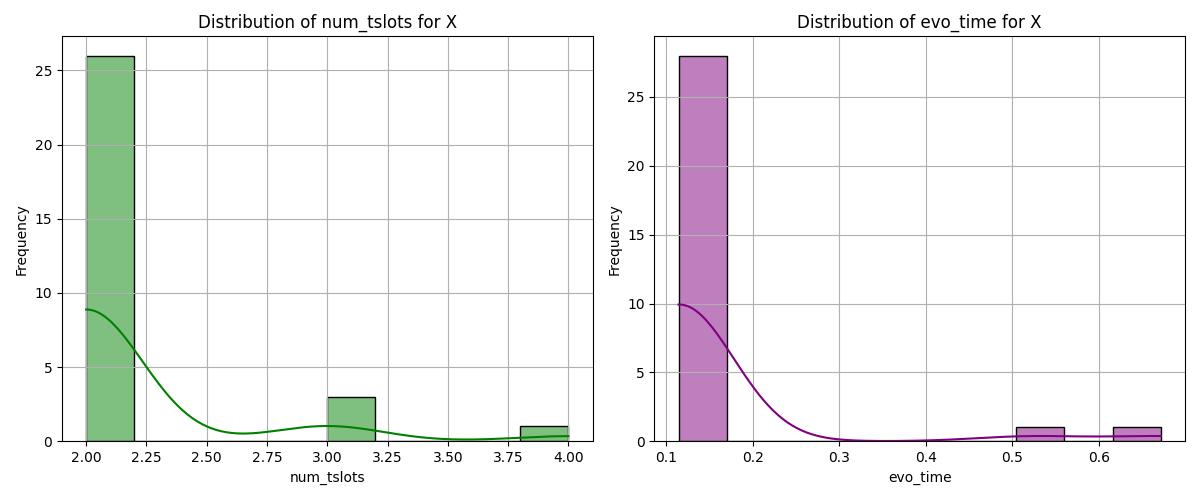 Distribution of num_tslots for X
Frequency
25
20
15
10
5
0
2.00 2.25 2.50 2.75 3.00 3.25 3.50 3.75 4.00
num_tslots
Distribution of evo_time for X
Frequency
25
20
15
10
5
0
0.1 0.2 0.3 0.4 0.5 0.6
evo_time